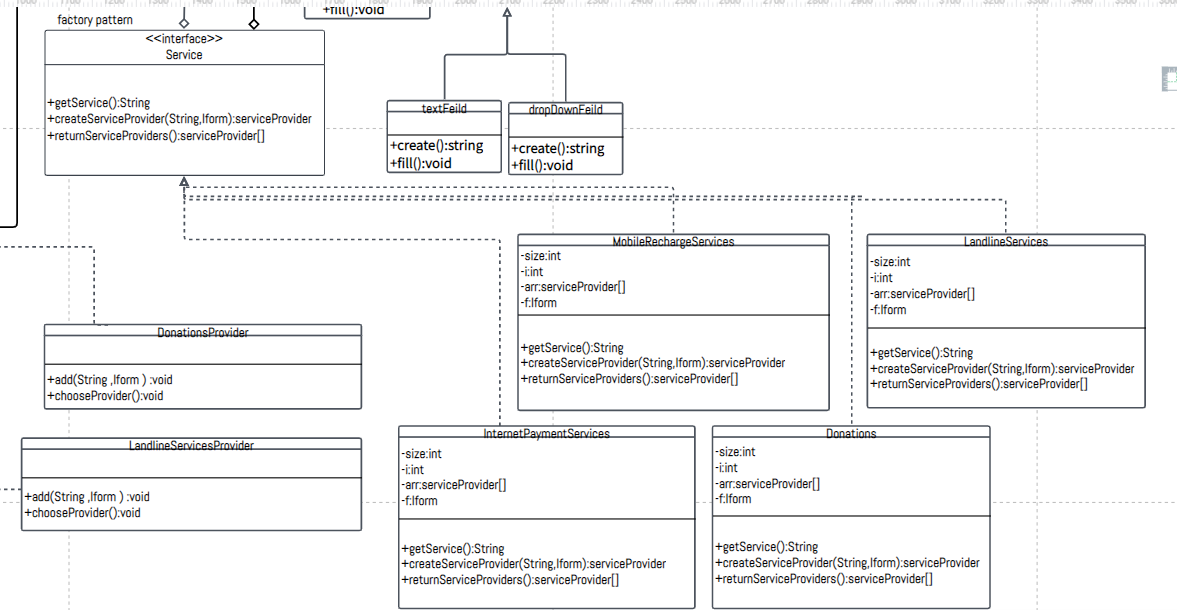 +fill():void
factory pattern
<<interface>>
Service
+getService():String
+createServiceProvider(String,Iform):serviceProvider
+returnServiceProviders():serviceProvider[]
textFeild
+create():string
+fill():void
dropDownFeild
+create():string
+fill():void
MobileRechargeServices
-size:int
-i:int
-arr:serviceProvider[]
-f:Iform
+getService():String
+createServiceProvider(String,Iform):serviceProvider
+returnServiceProviders():serviceProvider[]
LandlineServices
-size:int
-i:int
-arr:serviceProvider[]
-f:Iform
+getService():String
+createServiceProvider(String,Iform):serviceProvider
+returnServiceProviders():serviceProvider[]
DonationsProvider
+add(String ,Iform ) :void
+chooseProvider():void
LandlineServicesProvider
+add(String ,Iform ) :void
+chooseProvider():void
InternetPaymentServices
-size:int
-i:int
-arr:serviceProvider[]
-f:Iform
+getService():String
+createServiceProvider(String,Iform):serviceProvider
+returnServiceProviders():serviceProvider[]
Donations
-size:int
-i:int
-arr:serviceProvider[]
-f:Iform
+getService():String
+createServiceProvider(String,Iform):serviceProvider
+returnServiceProviders():serviceProvider[]